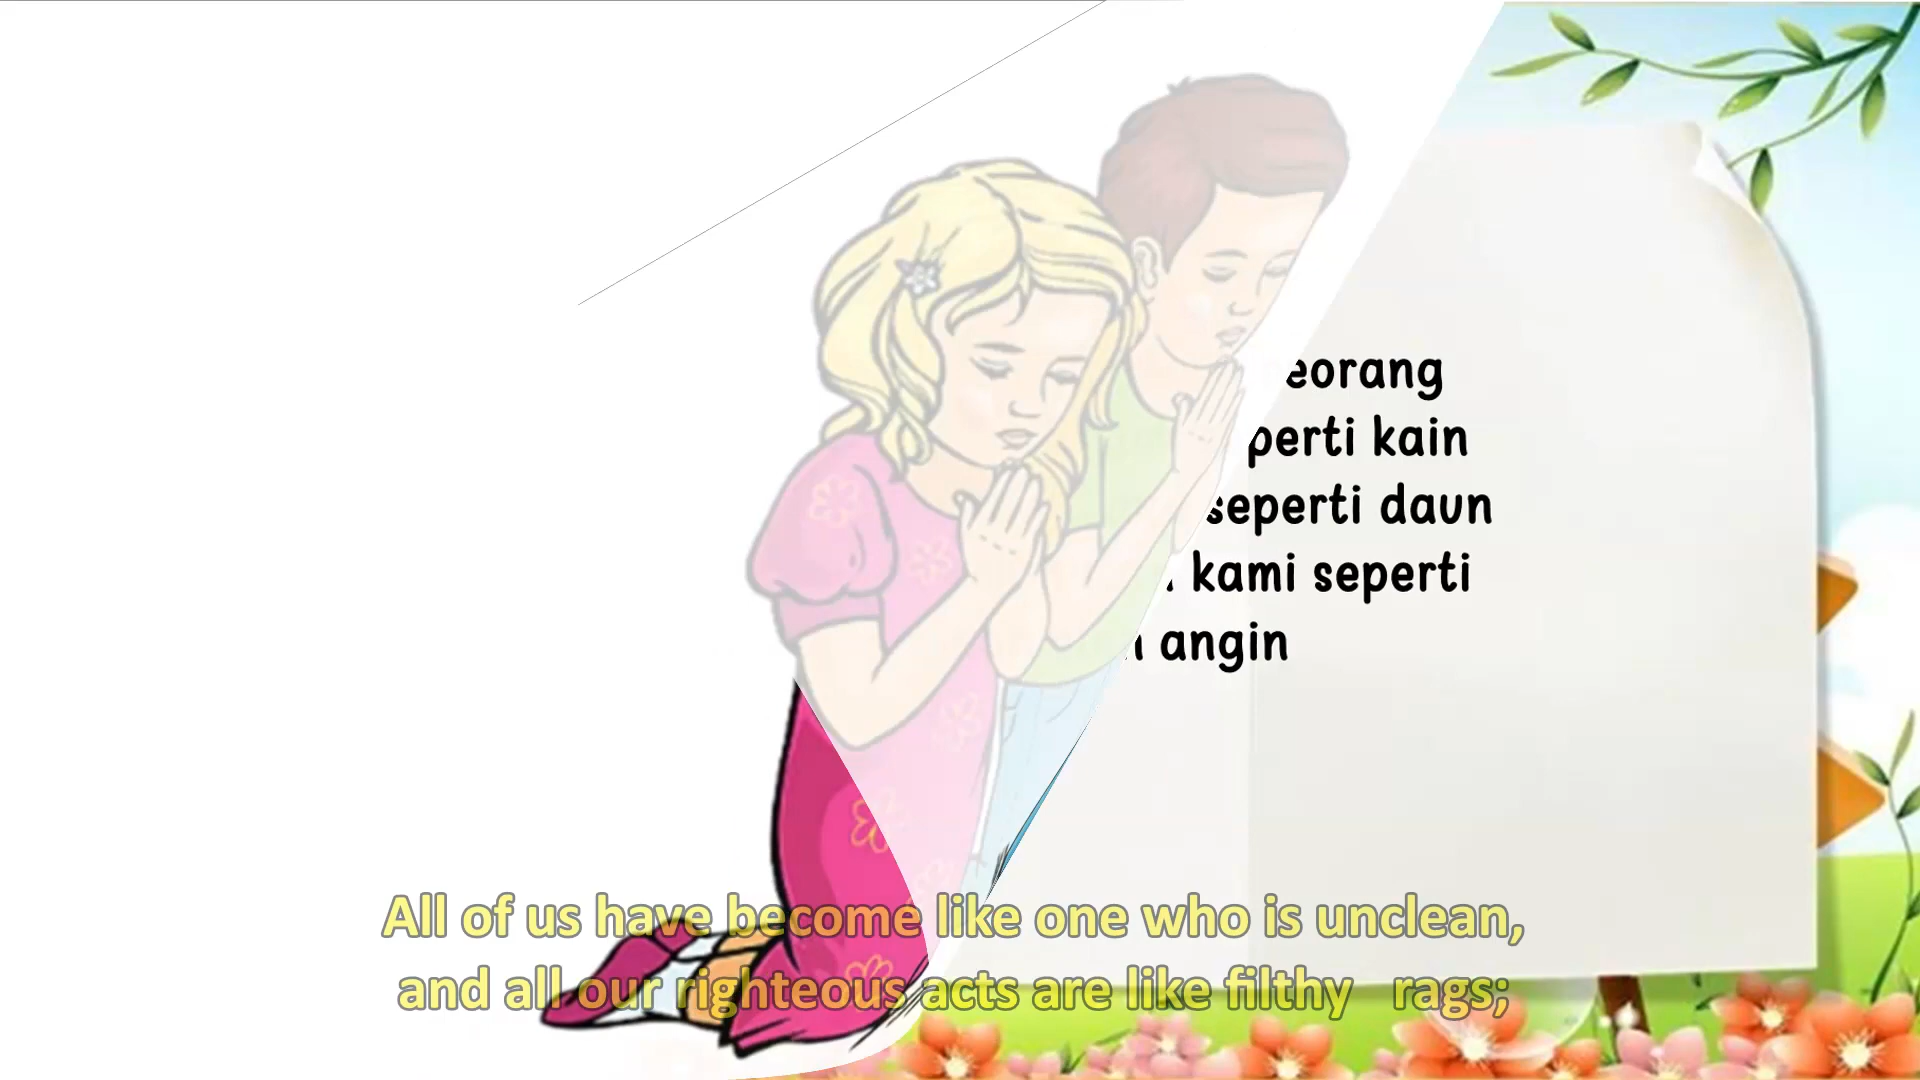 eorang
perti kain
seperti daun
kami seperti
angin
All of us have become like one who is unclean,
and all our righteous acts are like filthy rags;